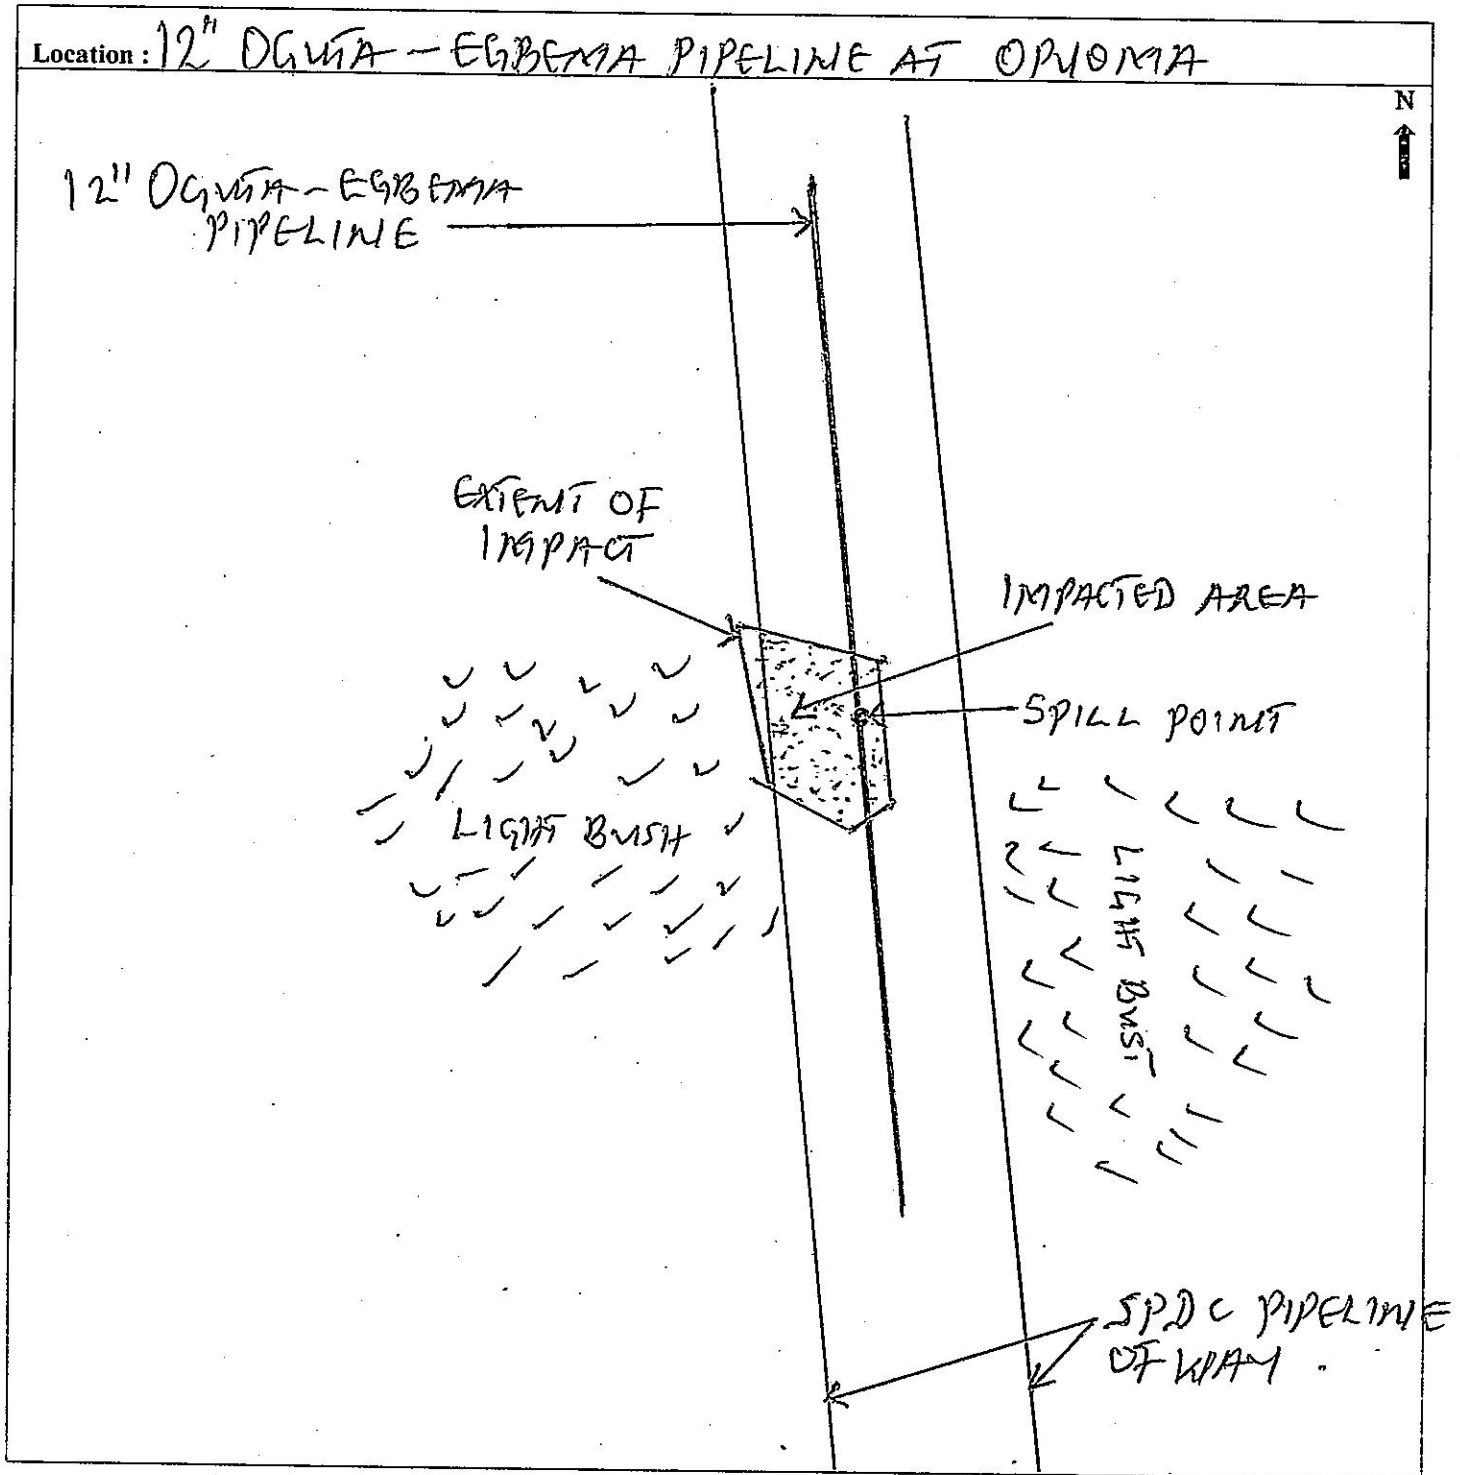 Location : 12" OGUTA - EGBEMA PIPELINE AT OPUOMA
N
12" OGUTA - EGBEMA
PIPELINE
EXTENT OF
IMPACT
IMPACTED AREA
SPILL POINT
LIGHT BUSH
LIGHT BUSH
SPDC PIPELINE
OF WAY.